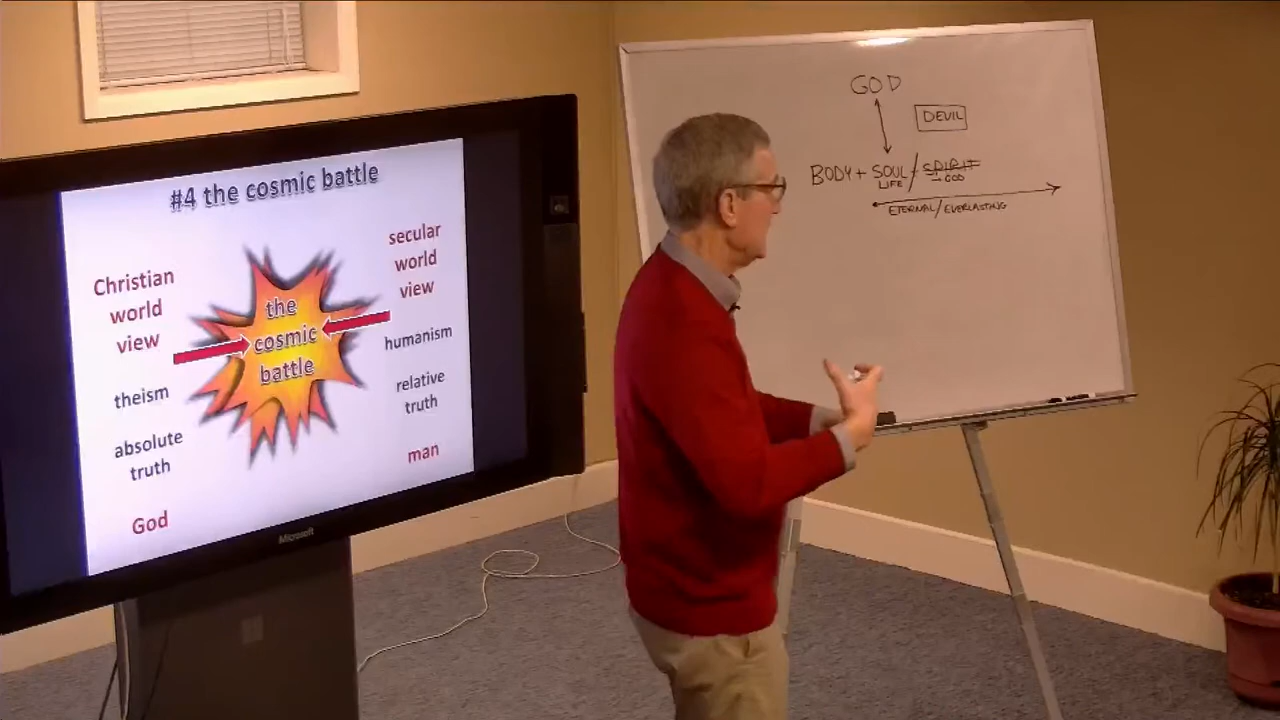 #4 the cosmic battle
Christian
world
view
theism
absolute
truth
God
the
cosmic
battle
secular
world
view
humanism
relative
truth
man
Microsoft
GOD
DEVIL
BODY + SOUL / SPIRIT
LIFE
→ GOD
ETERNAL/EVERLASTING